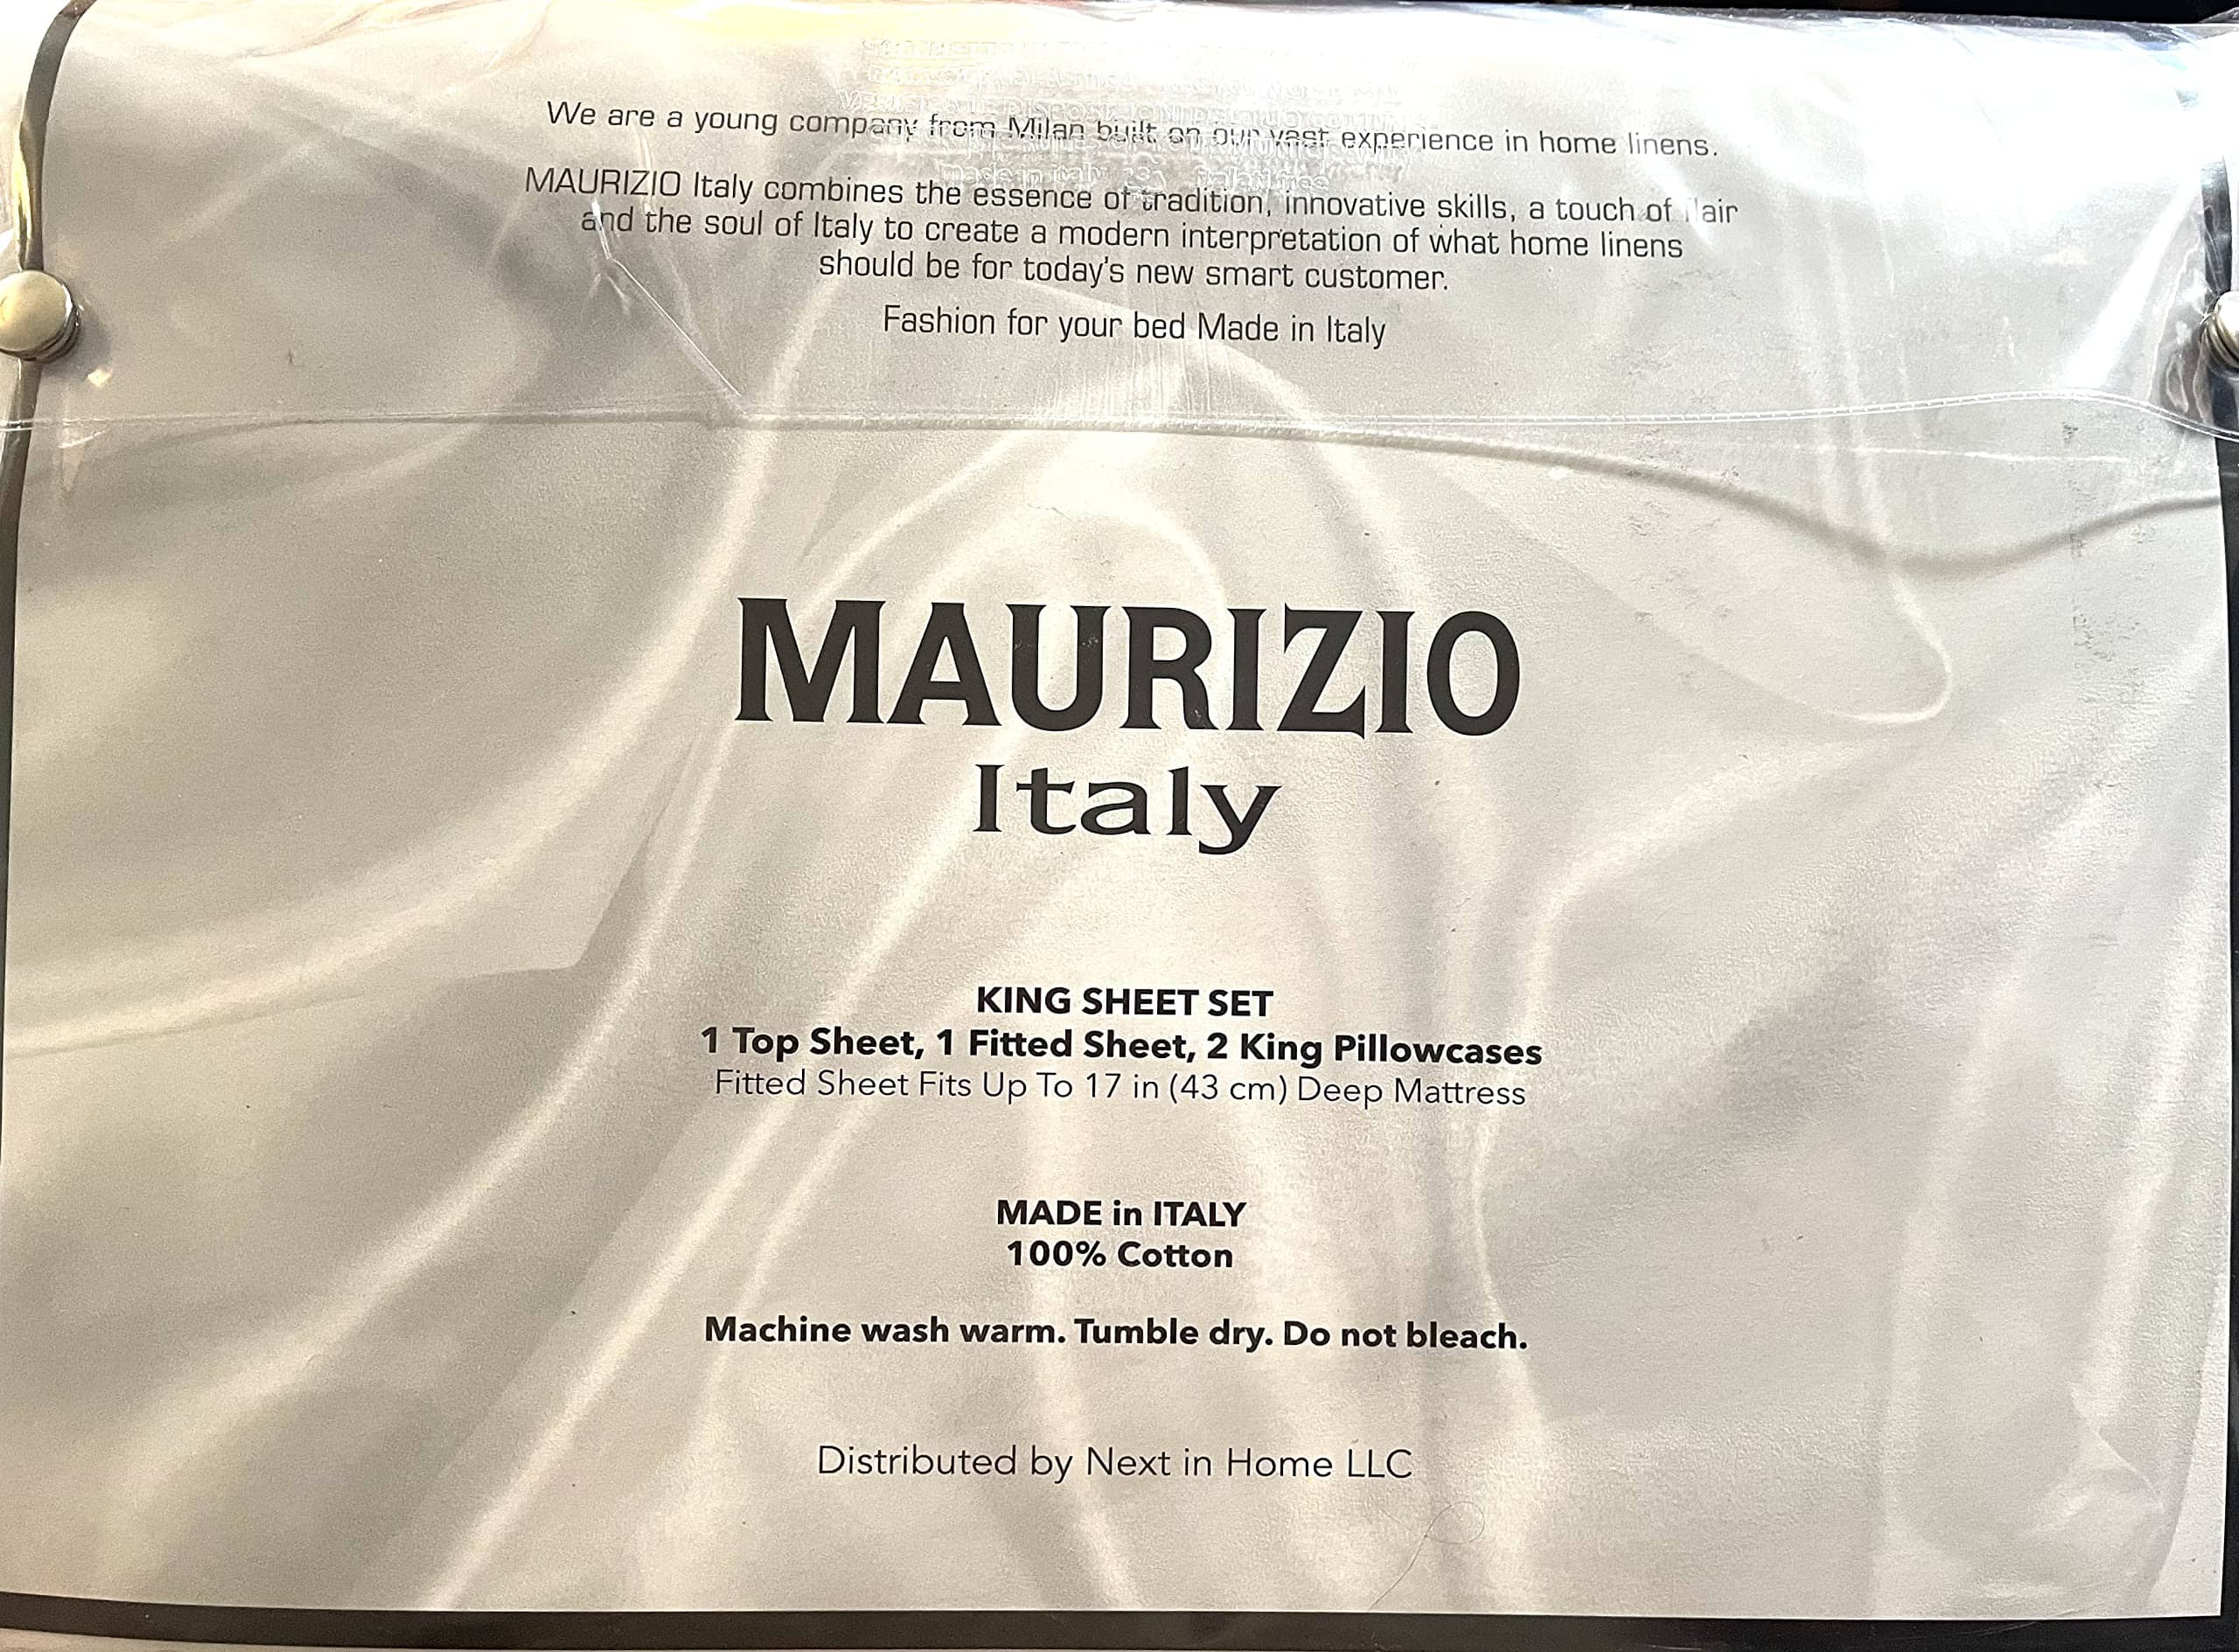 We are a young company from Milan built on our vast experience in home linens.
MAURIZIO Italy combines the essence of tradition, innovative skills, a touch of
and the soul of Italy to create a modern interpretation of what home linens
should be for today's new smart customer.
Fashion for your bed Made in Italy
MAURIZIO
Italy
KING SHEET SET
1 Top Sheet, 1 Fitted Sheet, 2 King Pillowcases
Fitted Sheet Fits Up To 17 in (43 cm) Deep Mattress
MADE in ITALY
100% Cotton
Machine wash warm. Tumble dry. Do not bleach.
Distributed by Next in Home LLC